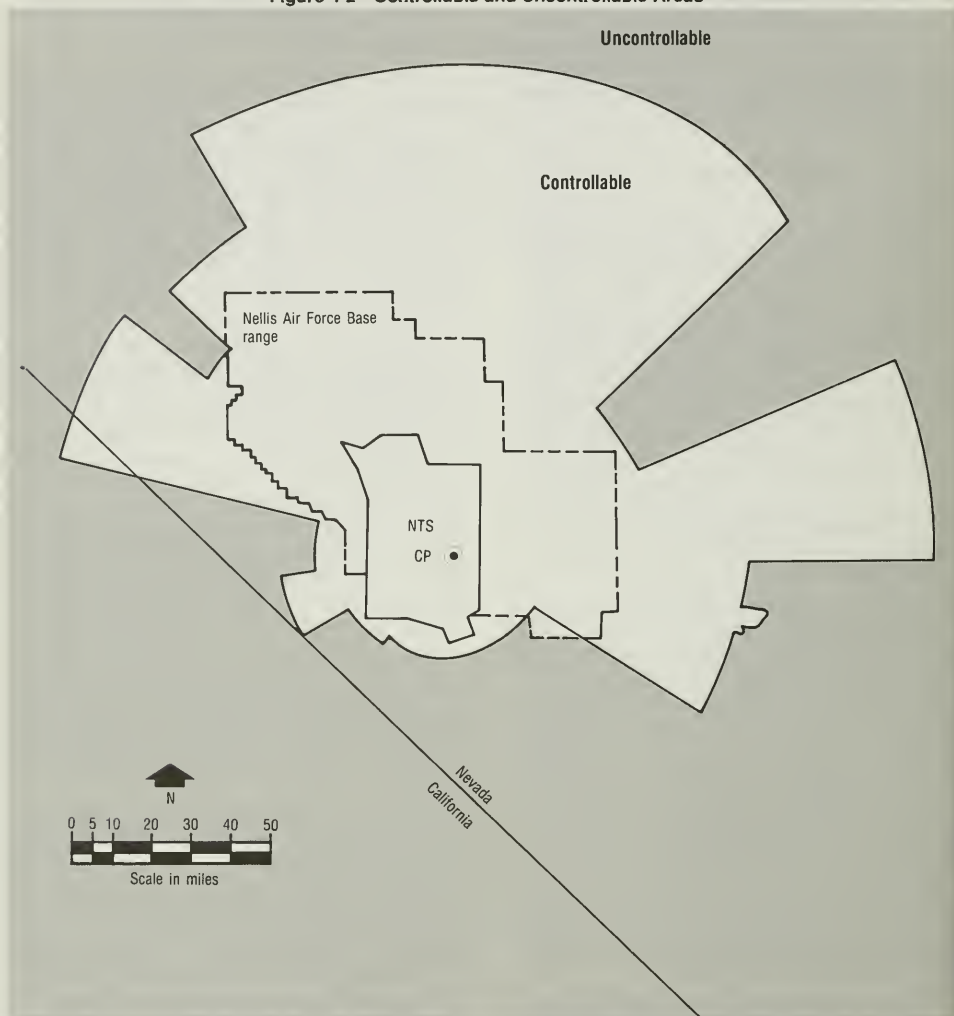 Uncontrollable
Controllable
Nellis Air Force Base
range
NTS
CP
Nevada
California
N
0 5 10 20 30 40 50
Scale in miles